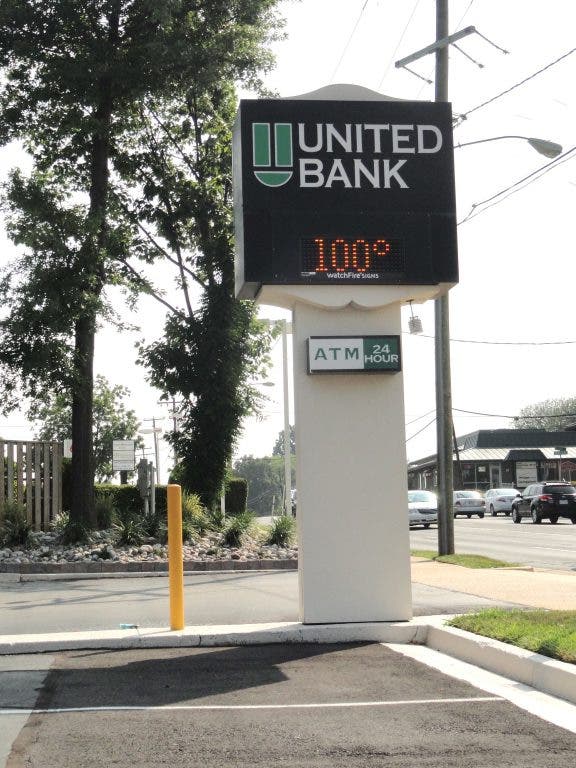 UNITED
BANK
100°
watchFire SIGNS
ATM 24
HOUR